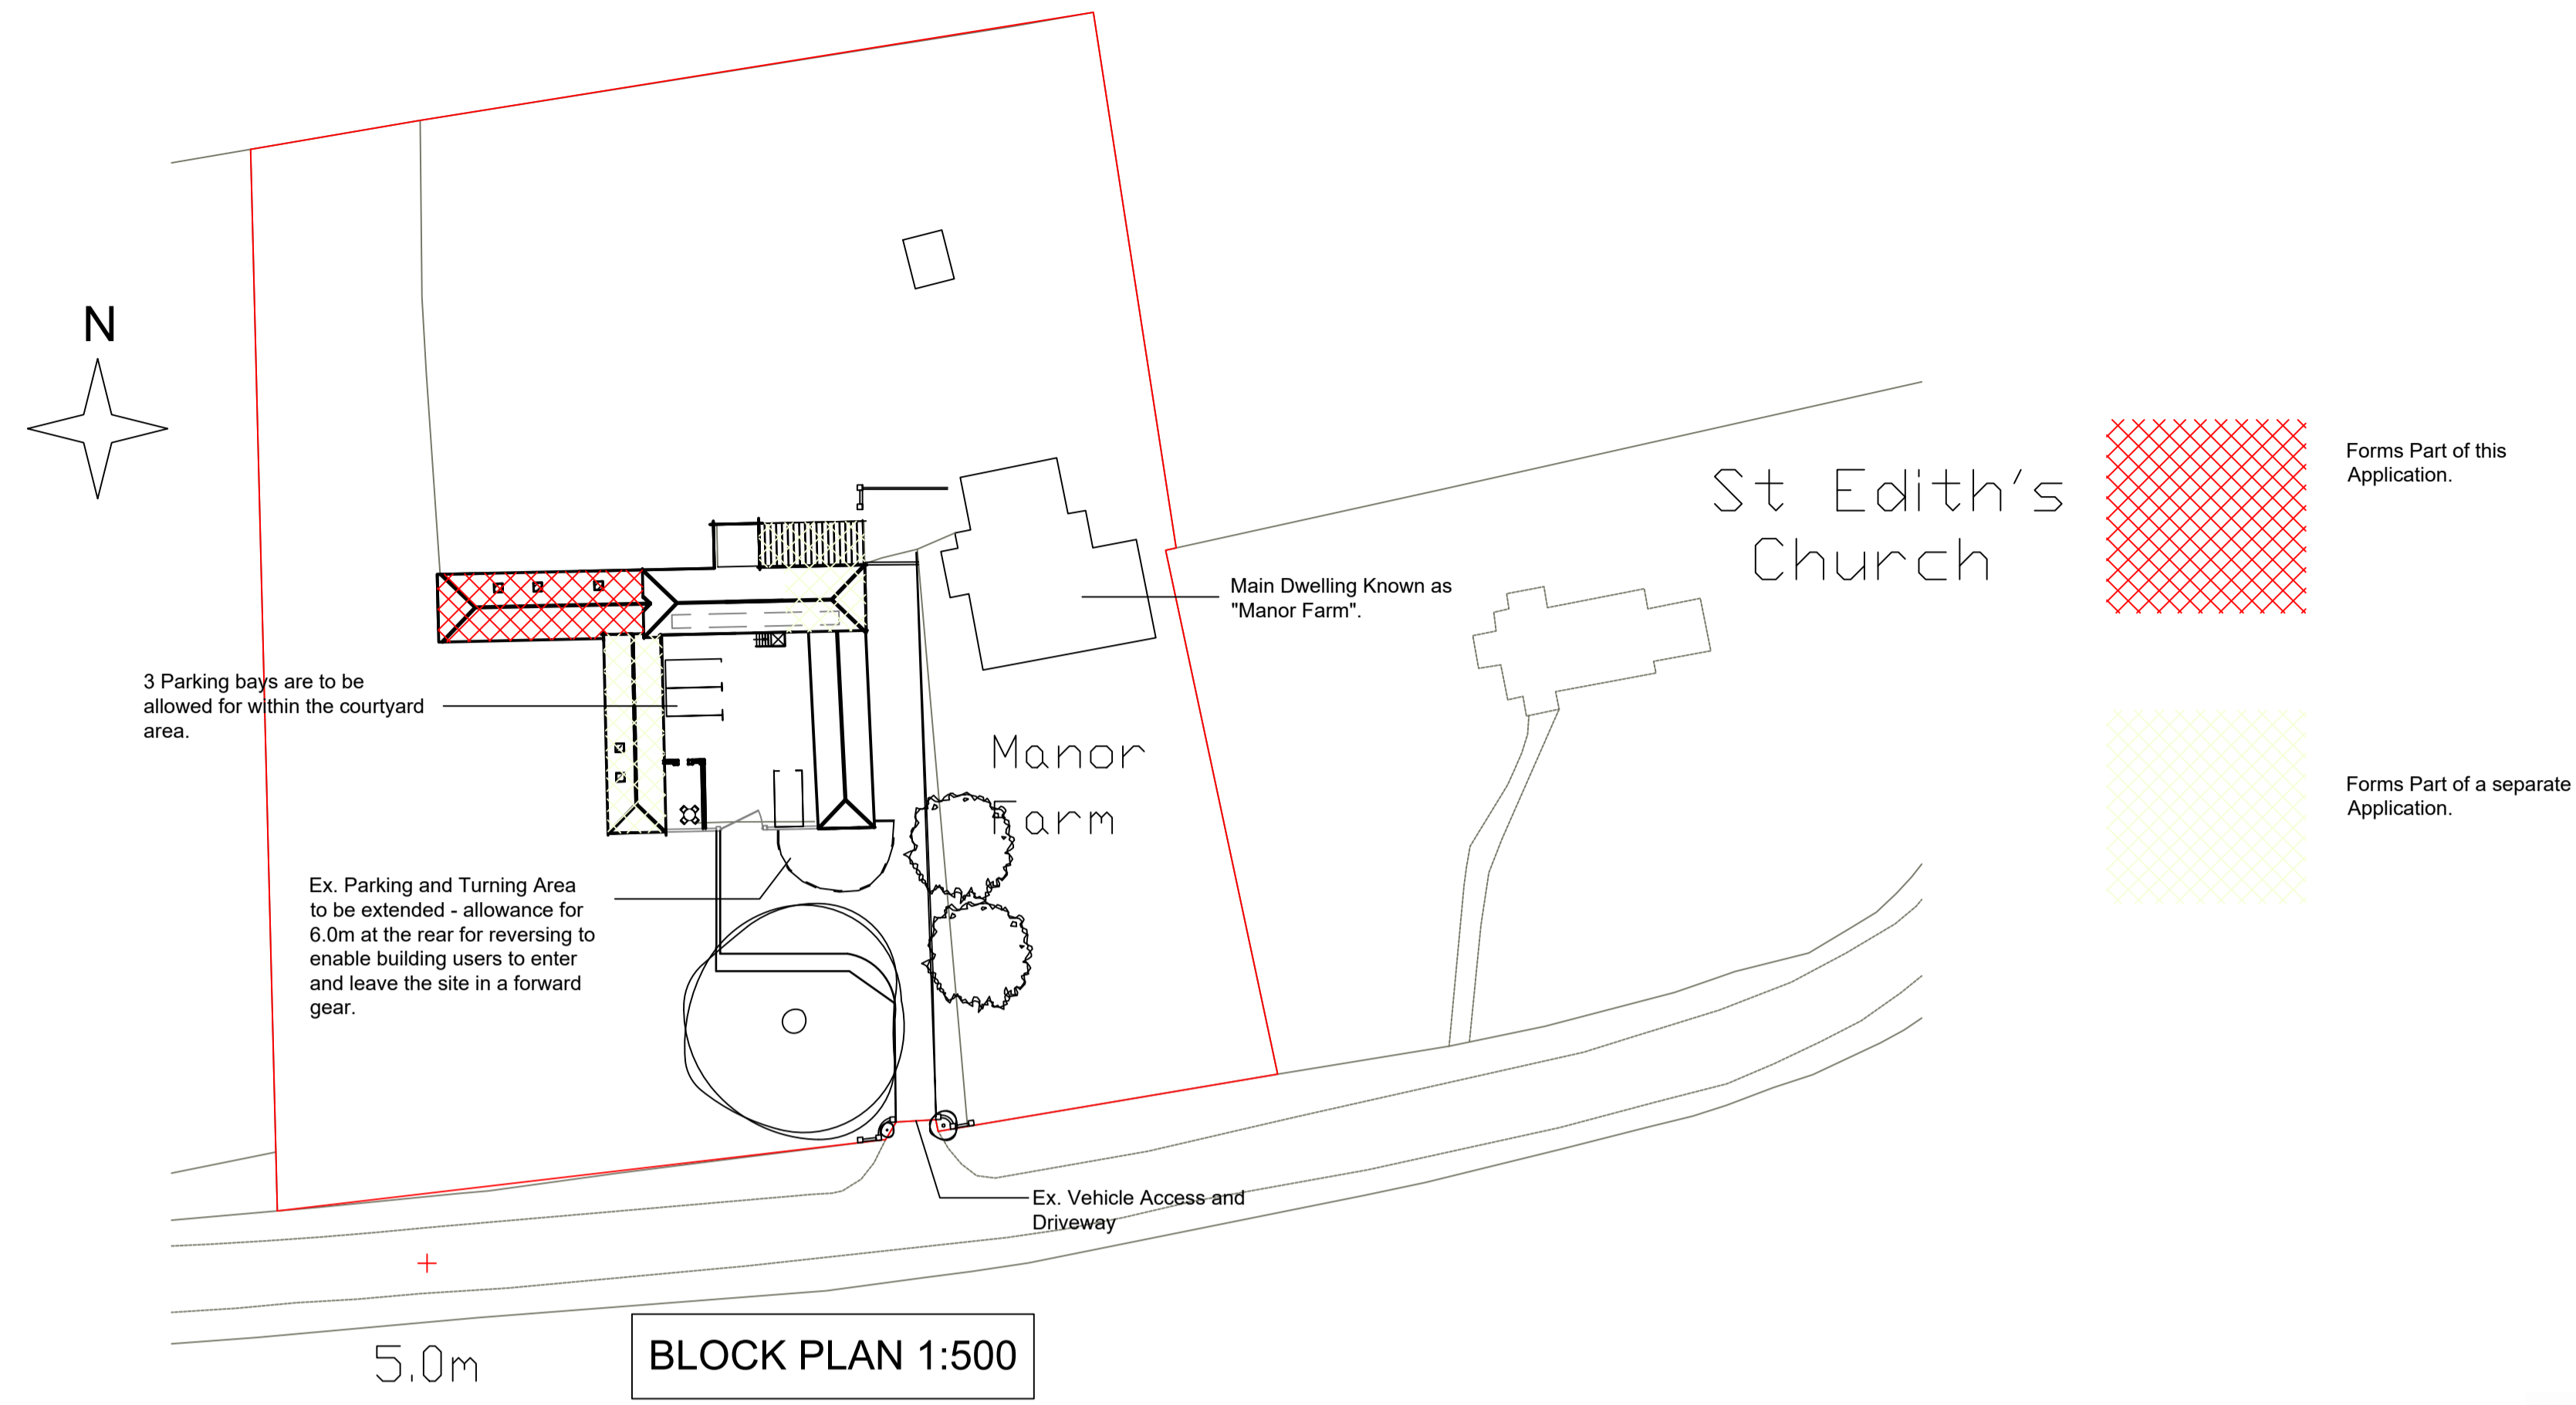 N
St Edith's
Church
Forms Part of this
Application.
Main Dwelling Known as
"Manor Farm".
3 Parking bays are to be
allowed for within the courtyard
area.
Manor
Farm
Forms Part of a separate
Application.
Ex. Parking and Turning Area
to be extended - allowance for
6.0m at the rear for reversing to
enable building users to enter
and leave the site in a forward
gear.
Ex. Vehicle Access and
Driveway
5.0m
BLOCK PLAN 1:500